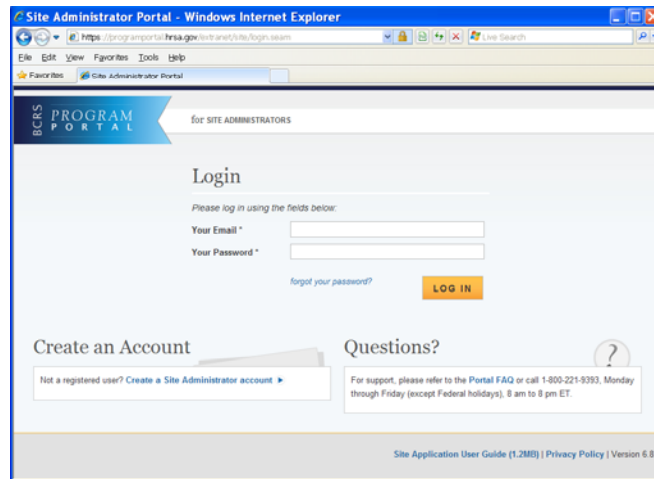 Site Administrator Portal - Windows Internet Explorer
https://programportal.hrsa.gov/extranet/site/login.seam
Live Search
File Edit View Favorites Tools Help
Favorites Site Administrator Portal
BCRS PROGRAM PORTAL
for SITE ADMINISTRATORS
Login
Please log in using the fields below:
Your Email *
Your Password *
forgot your password?
LOG IN
Create an Account
Not a registered user? Create a Site Administrator account
Questions?
?
For support, please refer to the Portal FAQ or call 1-800-221-9393, Monday
through Friday (except Federal holidays), 8 am to 8 pm ET.
Site Application User Guide (1.2MB) | Privacy Policy | Version 6.8